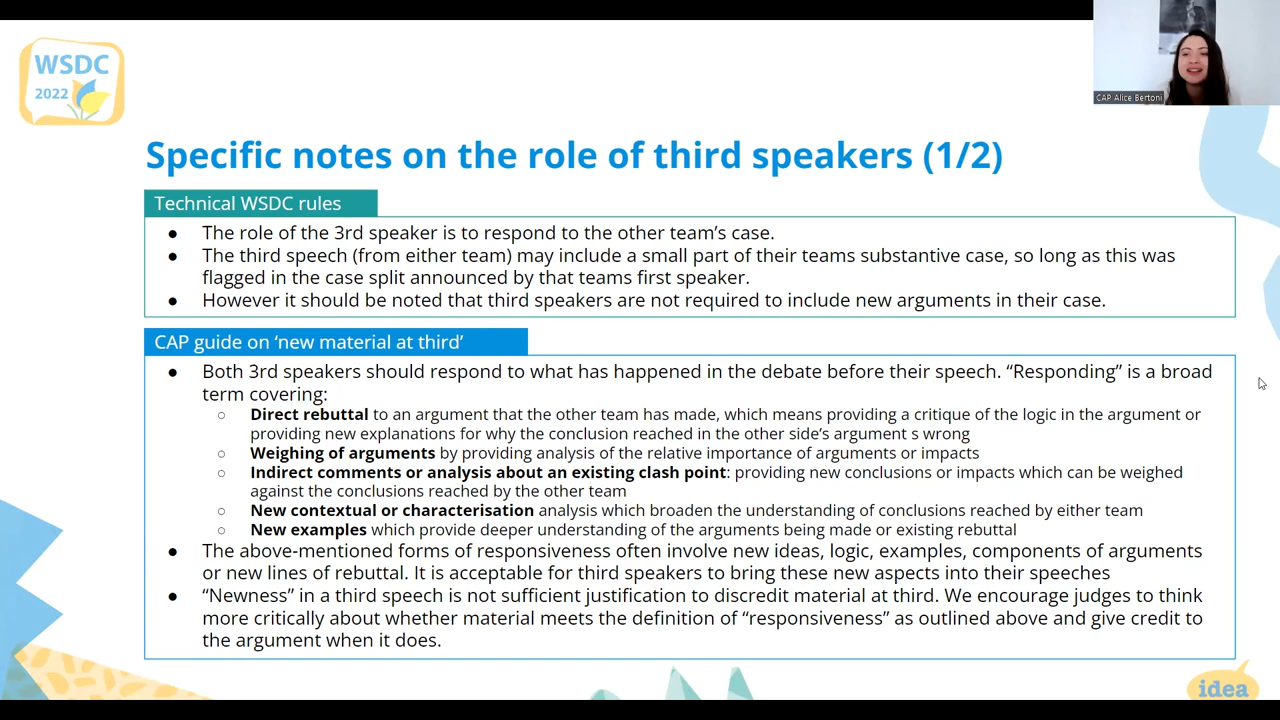 WSDC
2022
CAP Alice Bertoni
Specific notes on the role of third speakers (1/2)
Technical WSDC rules
● The role of the 3rd speaker is to respond to the other team’s case.
● The third speech (from either team) may include a small part of their teams substantive case, so long as this was
flagged in the case split announced by that teams first speaker.
● However it should be noted that third speakers are not required to include new arguments in their case.
CAP guide on ‘new material at third’
● Both 3rd speakers should respond to what has happened in the debate before their speech. “Responding” is a broad
term covering:
○ Direct rebuttal to an argument that the other team has made, which means providing a critique of the logic in the argument or
providing new explanations for why the conclusion reached in the other side’s argument s wrong
○ Weighing of arguments by providing analysis of the relative importance of arguments or impacts
○ Indirect comments or analysis about an existing clash point: providing new conclusions or impacts which can be weighed
against the conclusions reached by the other team
○ New contextual or characterisation analysis which broaden the understanding of conclusions reached by either team
○ New examples which provide deeper understanding of the arguments being made or existing rebuttal
● The above-mentioned forms of responsiveness often involve new ideas, logic, examples, components of arguments
or new lines of rebuttal. It is acceptable for third speakers to bring these new aspects into their speeches
● “Newness” in a third speech is not sufficient justification to discredit material at third. We encourage judges to think
more critically about whether material meets the definition of “responsiveness” as outlined above and give credit to
the argument when it does.
idea